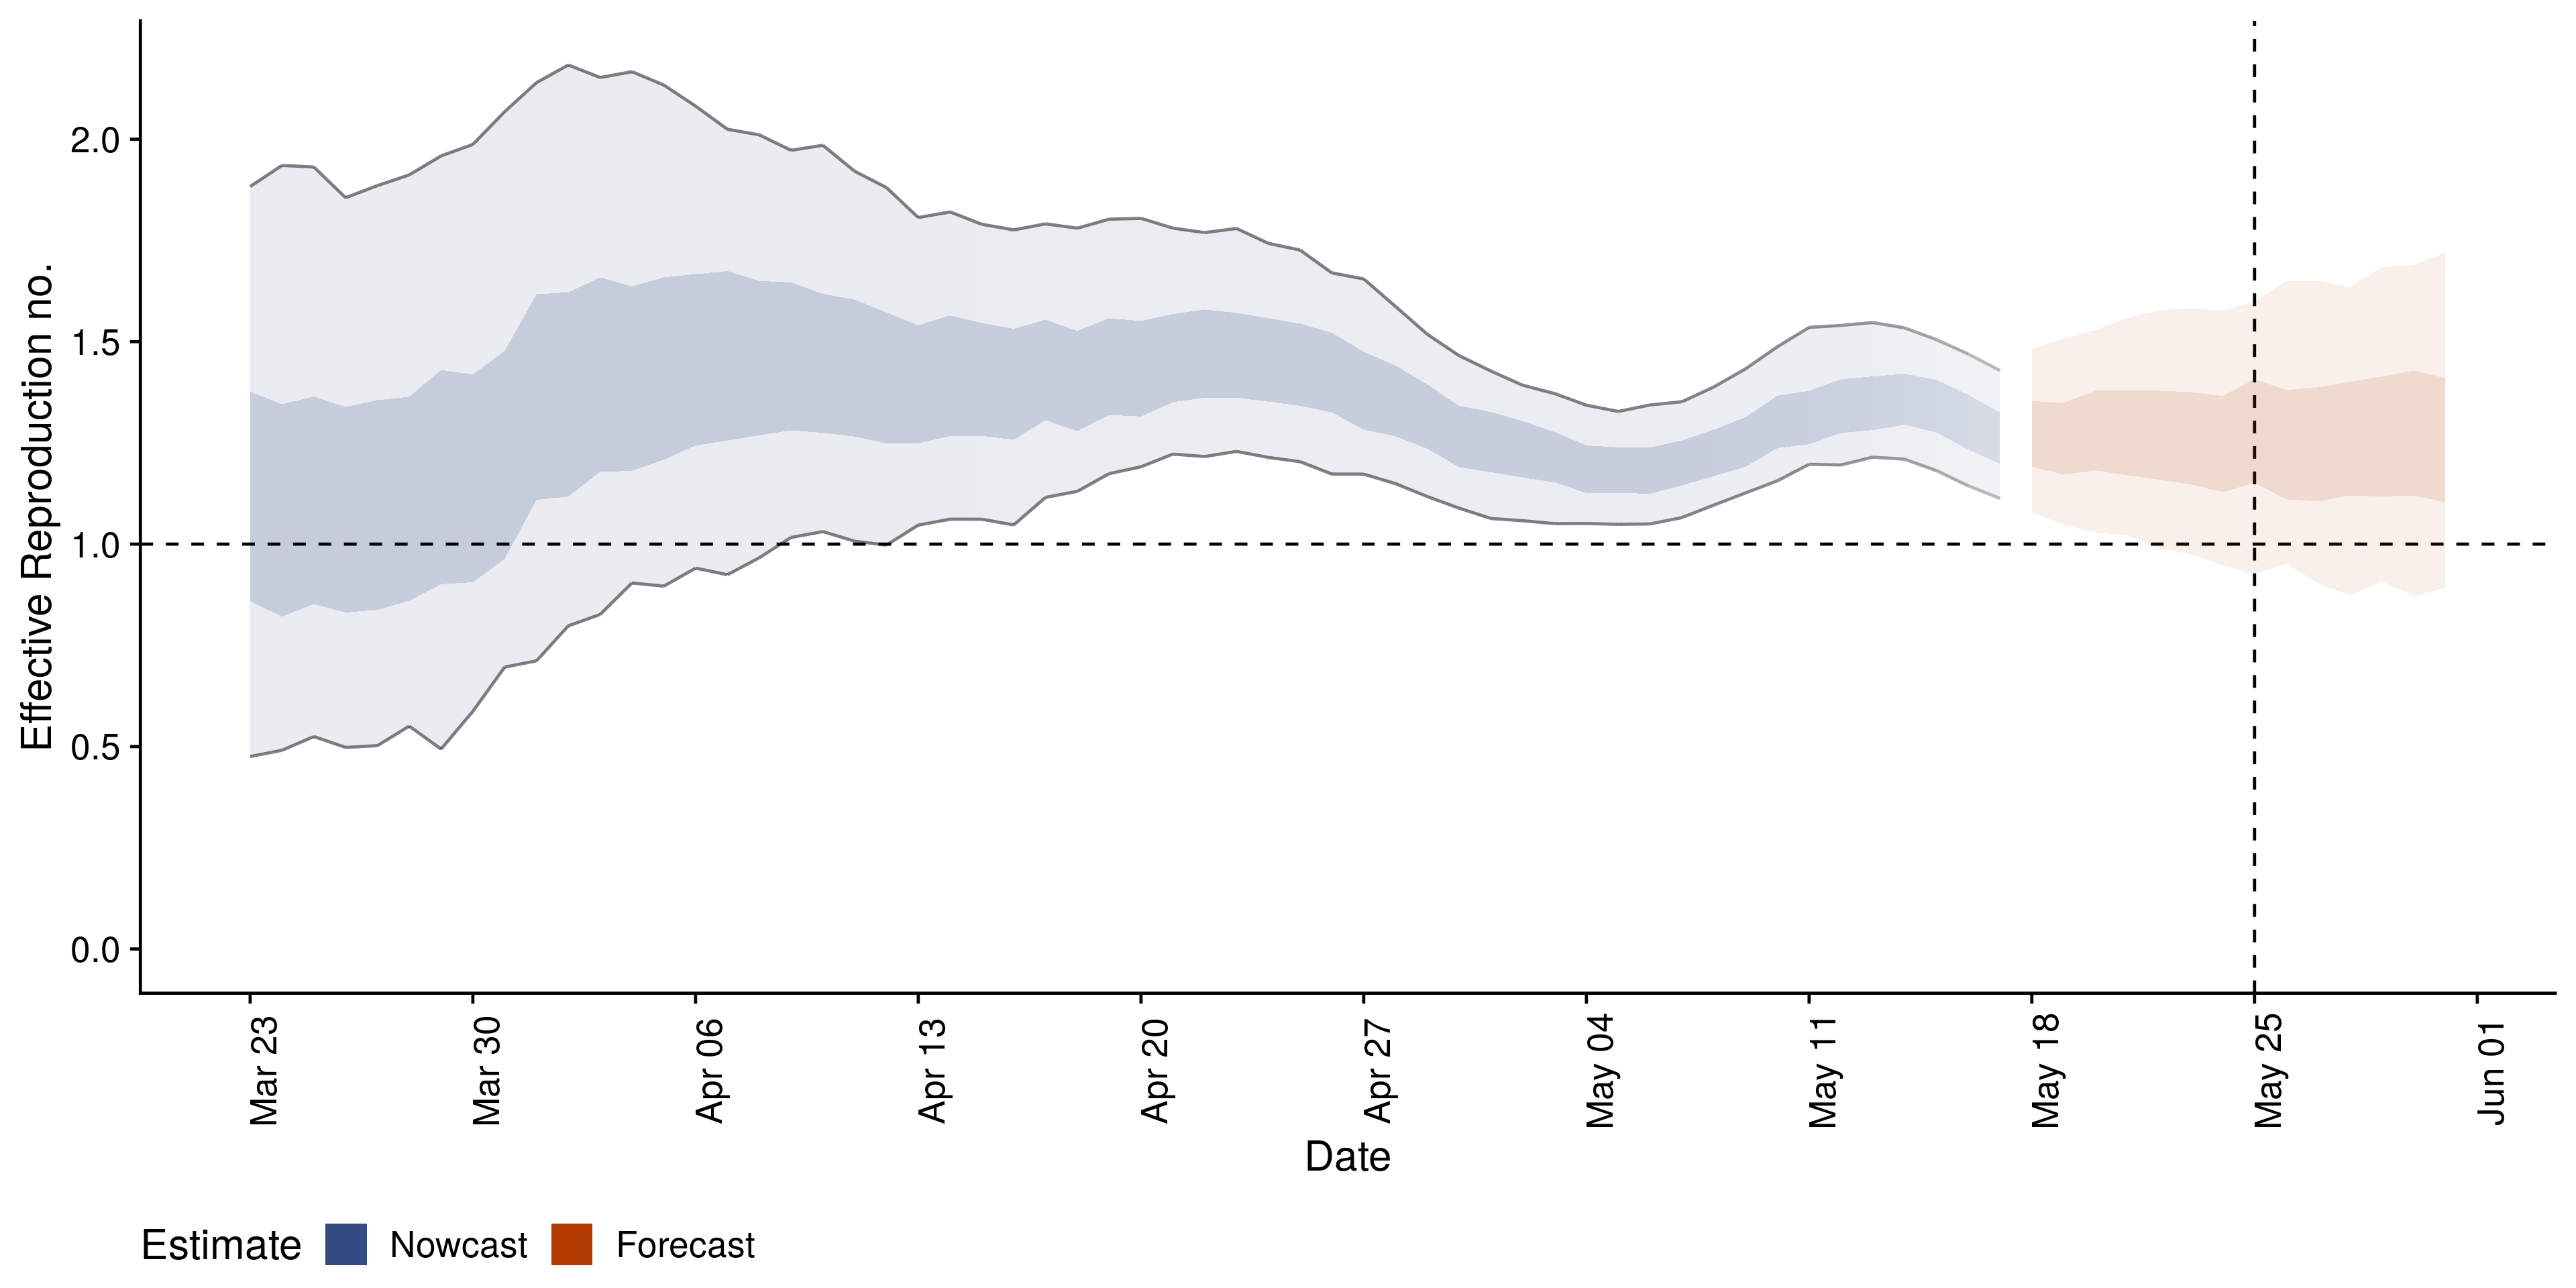 Effective Reproduction no.
2.0
1.5
1.0
0.5
0.0
Mar 23
Mar 30
Apr 06
Apr 13
Apr 20
Apr 27
May 04
May 11
May 18
May 25
Jun 01
Date
Estimate Nowcast Forecast